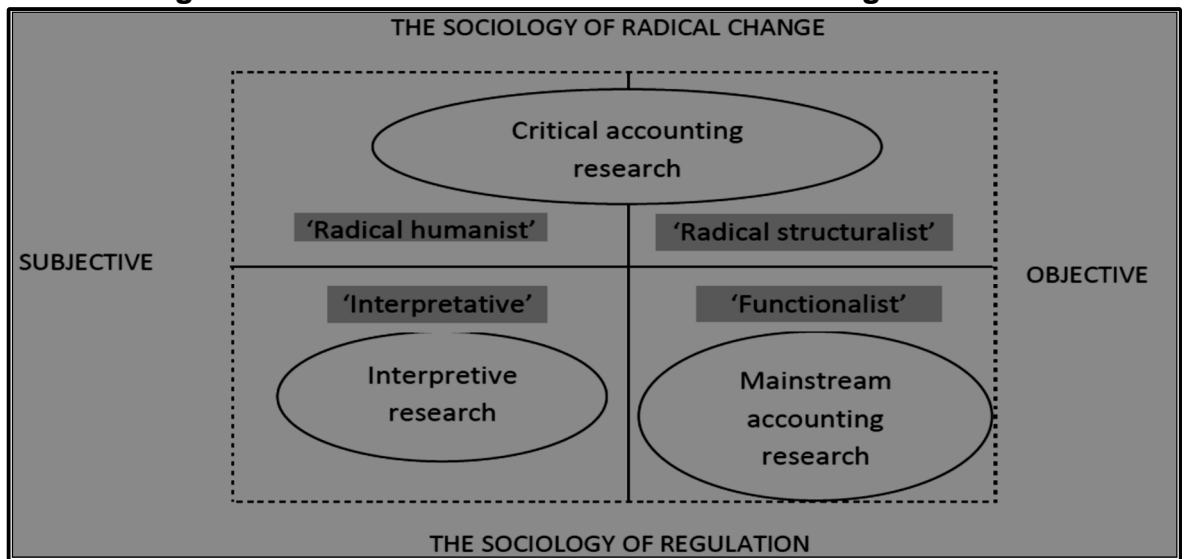 THE SOCIOLOGY OF RADICAL CHANGE
Critical accounting
research
‘Radical humanist’
‘Radical structuralist’
SUBJECTIVE
OBJECTIVE
‘Interpretative’
‘Functionalist’
Interpretive
research
Mainstream
accounting
research
THE SOCIOLOGY OF REGULATION